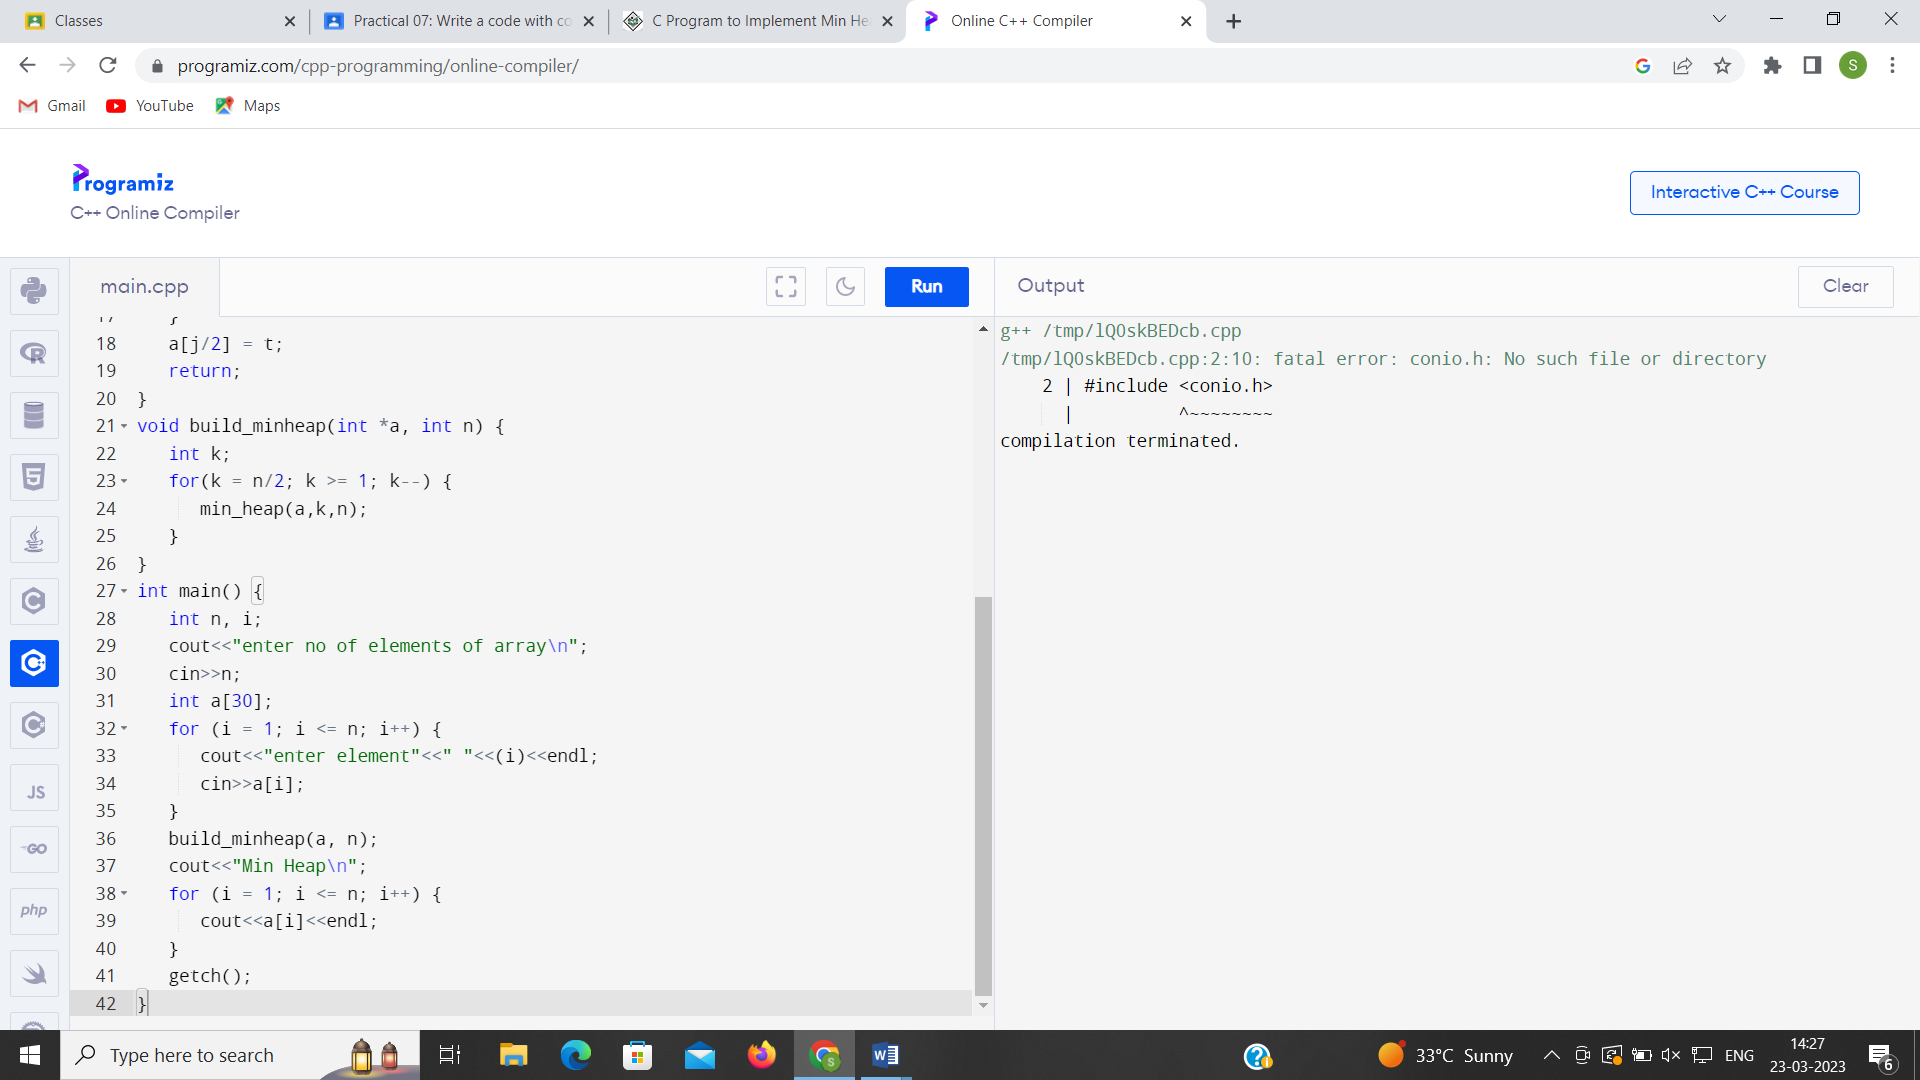 Classes
Practical 07: Write a code with co
C Program to Implement Min He
Online C++ Compiler
programiz.com/cpp-programming/online-compiler/
S
Gmail
YouTube
Maps
Programiz
C++ Online Compiler
Interactive C++ Course
main.cpp
Run
Output
Clear
17 }
18 a[j/2] = t;
19 return;
20 }
21 void build_minheap(int *a, int n) {
22 int k;
23 for(k = n/2; k >= 1; k--) {
24 min_heap(a,k,n);
25 }
26 }
27 int main() {
28 int n, i;
29 cout<<"enter no of elements of array\n";
30 cin>>n;
31 int a[30];
32 for (i = 1; i <= n; i++) {
33 cout<<"enter element"<<" "<<(i)<<endl;
34 cin>>a[i];
35 }
36 build_minheap(a, n);
37 cout<<"Min Heap\n";
38 for (i = 1; i <= n; i++) {
39 cout<<a[i]<<endl;
40 }
41 getch();
42 }
g++ /tmp/lQ0skBEDcb.cpp
/tmp/lQ0skBEDcb.cpp:2:10: fatal error: conio.h: No such file or directory
2 | #include <conio.h>
| ^~~~~~~~~
compilation terminated.
R
5
C
C
C
JS
GO
php
Type here to search
S
W
33°C Sunny
ENG
14:27
23-03-2023
6